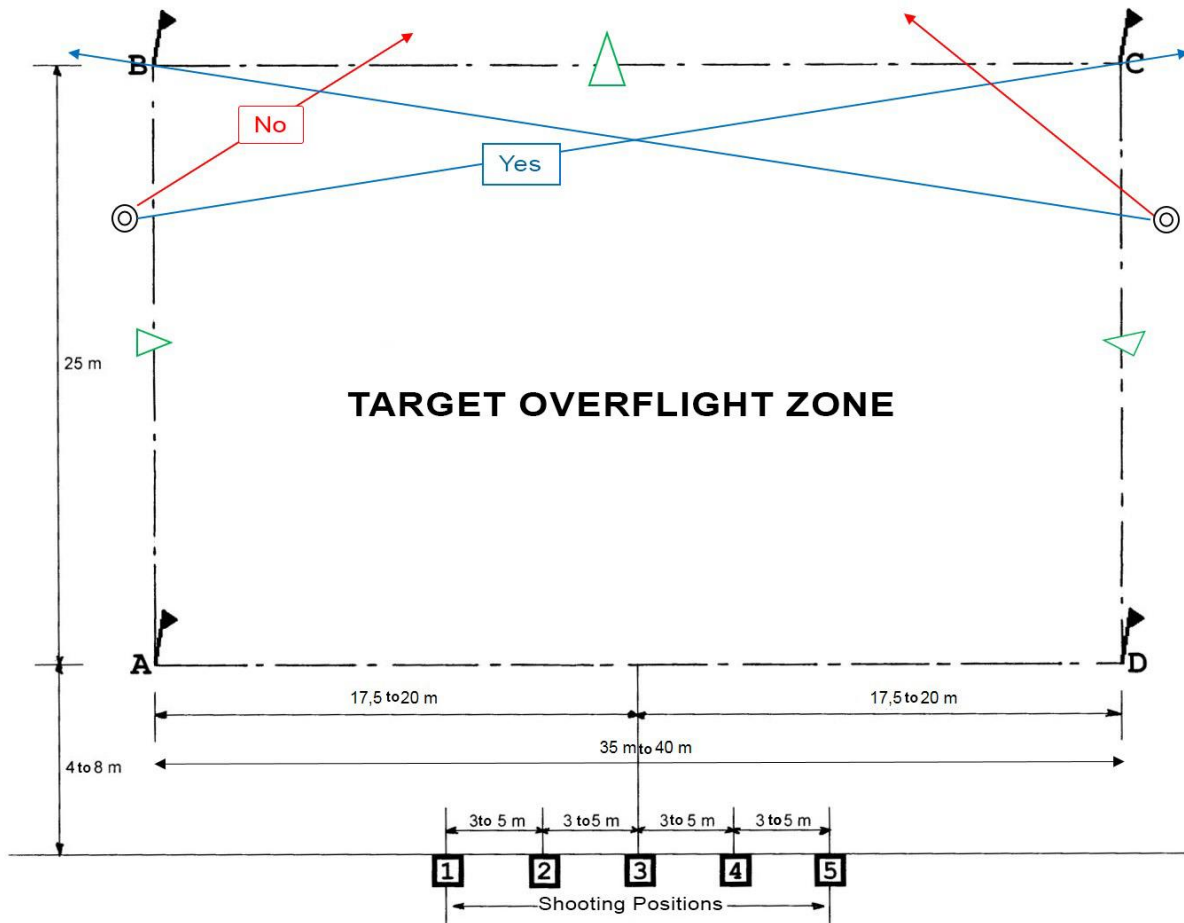 B
C
No
Yes
25 m
TARGET OVERFLIGHT ZONE
A
D
17,5 to 20 m
17,5 to 20 m
35 m to 40 m
4 to 8 m
3 to 5 m
3 to 5 m
3 to 5 m
3 to 5 m
1
2
3
4
5
Shooting Positions